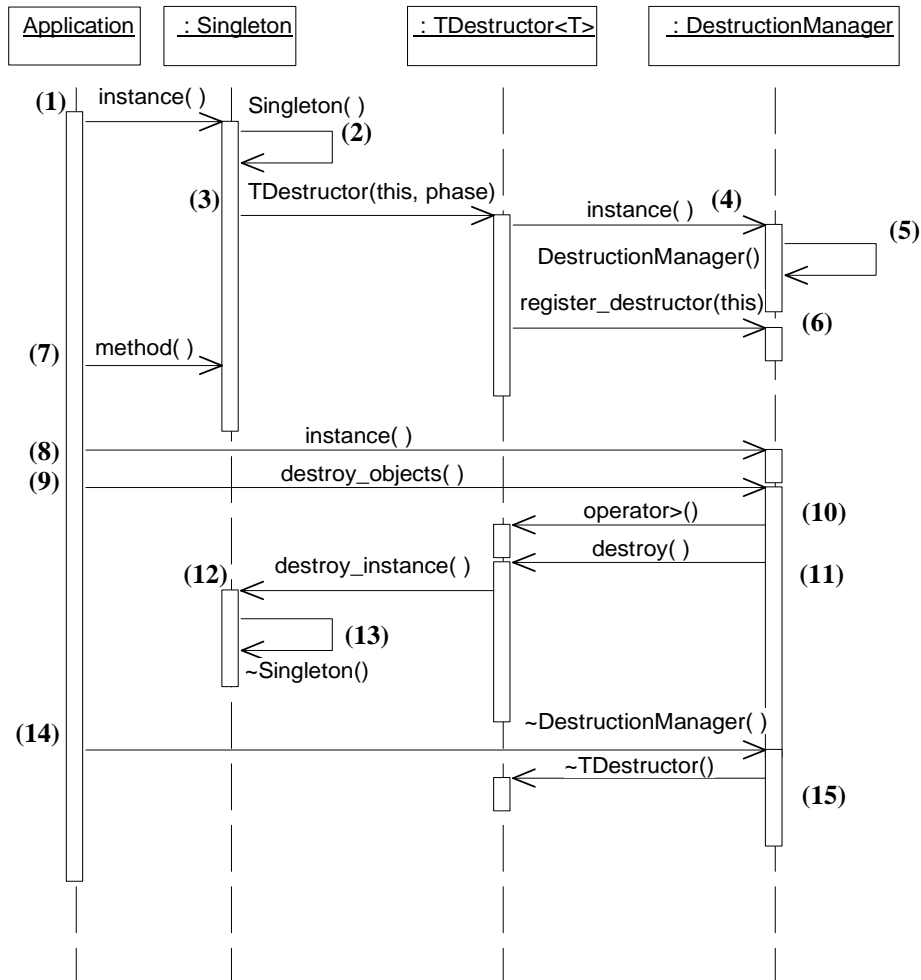 Application
: Singleton
: TDestructor<T>
: DestructionManager
(1)
instance( )
Singleton( )
(2)
(3)
TDestructor(this, phase)
instance( )
(4)
(5)
DestructionManager()
register_destructor(this)
(6)
(7)
method( )
(8)
instance( )
(9)
destroy_objects( )
operator>()
(10)
destroy( )
(11)
(12)
destroy_instance( )
(13)
~Singleton()
(14)
~DestructionManager( )
~TDestructor()
(15)